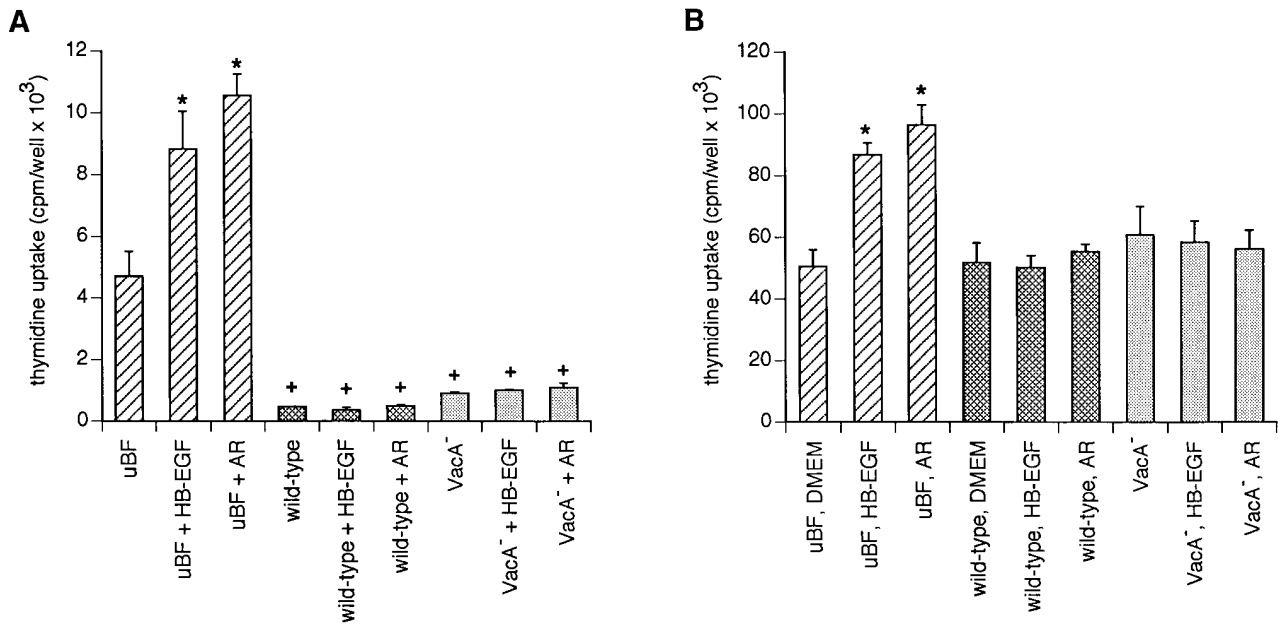 A
thymidine uptake (cpm/well x 10³)
12
10
8
6
4
2
0
*
*
+
+
+
+
+
+
uBF
uBF + HB-EGF
uBF + AR
wild-type
wild-type + HB-EGF
wild-type + AR
VacA⁻
VacA⁻ + HB-EGF
VacA⁻ + AR
B
thymidine uptake (cpm/well x 10³)
120
100
80
60
40
20
0
*
*
uBF, DMEM
uBF, HB-EGF
uBF, AR
wild-type, DMEM
wild-type, HB-EGF
wild-type, AR
VacA⁻
VacA⁻, HB-EGF
VacA⁻, AR